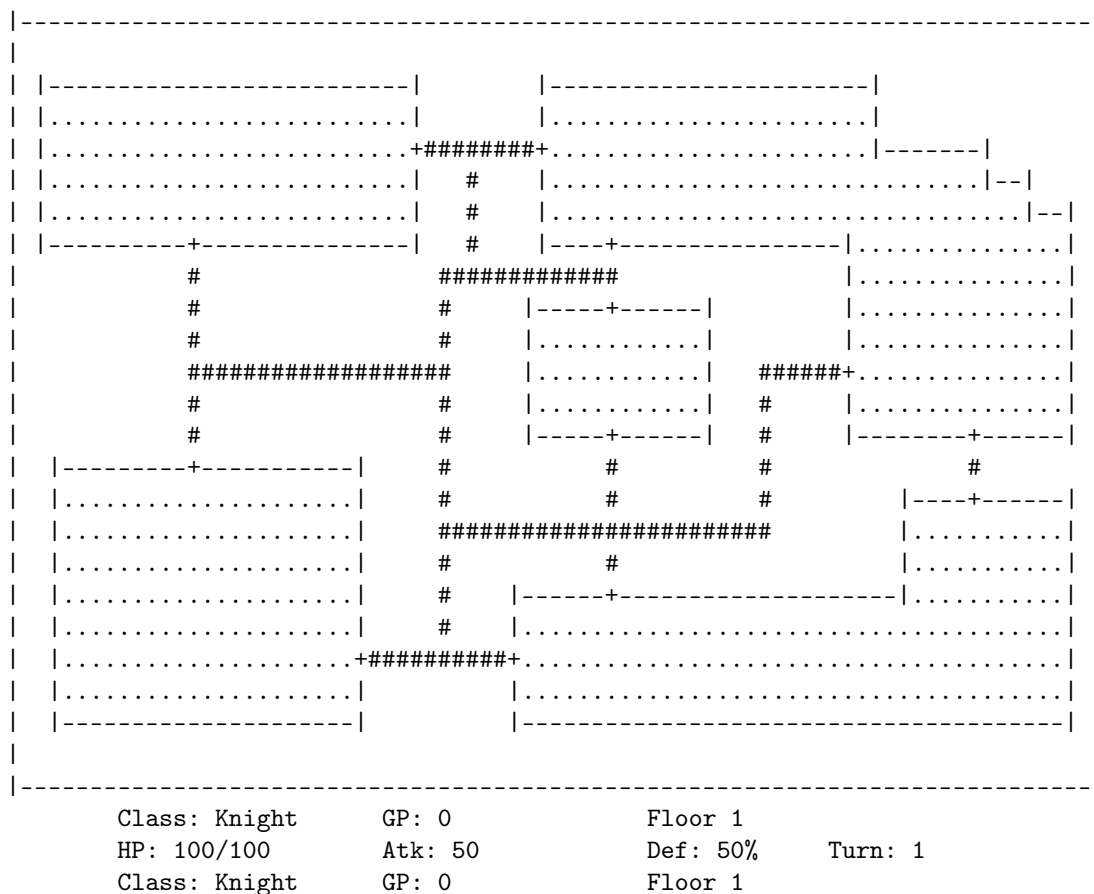 |-----------------------------------------------------------------------------
|
| |--------------------------|         |-----------------------|
| |..........................|         |.......................|
| |..........................+########+.......................|-------|
| |..........................|   #    |...............................|--|
| |..........................|   #    |..................................|--|
| |----------+---------------|   #    |----+----------------|...............|
|            #                 #############                |...............|
|            #                 #     |-----+------|         |...............|
|            #                 #     |............|         |...............|
|            ###################     |............|   ######+...............|
|            #                 #     |............|   #     |...............|
|            #                 #     |-----+------|   #     |--------+------|
|  |---------+-----------|     #           #          #              #
|  |.....................|     #           #          #         |----+------|
|  |.....................|     ########################         |...........|
|  |.....................|     #           #                    |...........|
|  |.....................|     #    |------+--------------------|...........|
|  |.....................|     #    |.......................................|
|  |.....................+##########+.......................................|
|  |.....................|          |.......................................|
|  |---------------------|          |---------------------------------------|
|
|-----------------------------------------------------------------------------
Class: Knight GP: 0 Floor 1
HP: 100/100 Atk: 50 Def: 50% Turn: 1
Class: Knight GP: 0 Floor 1